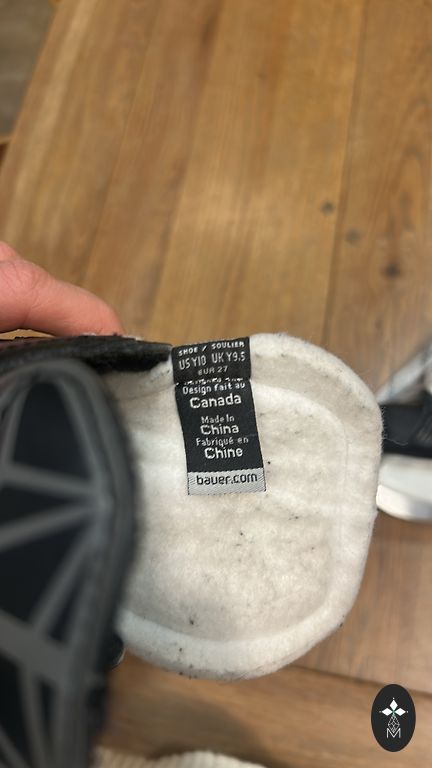 SHOE / SOULIER
US Y10 UK Y9.5
EUR 27
Design fait au
Canada
Made In
China
Fabriqué en
Chine
bauer.com